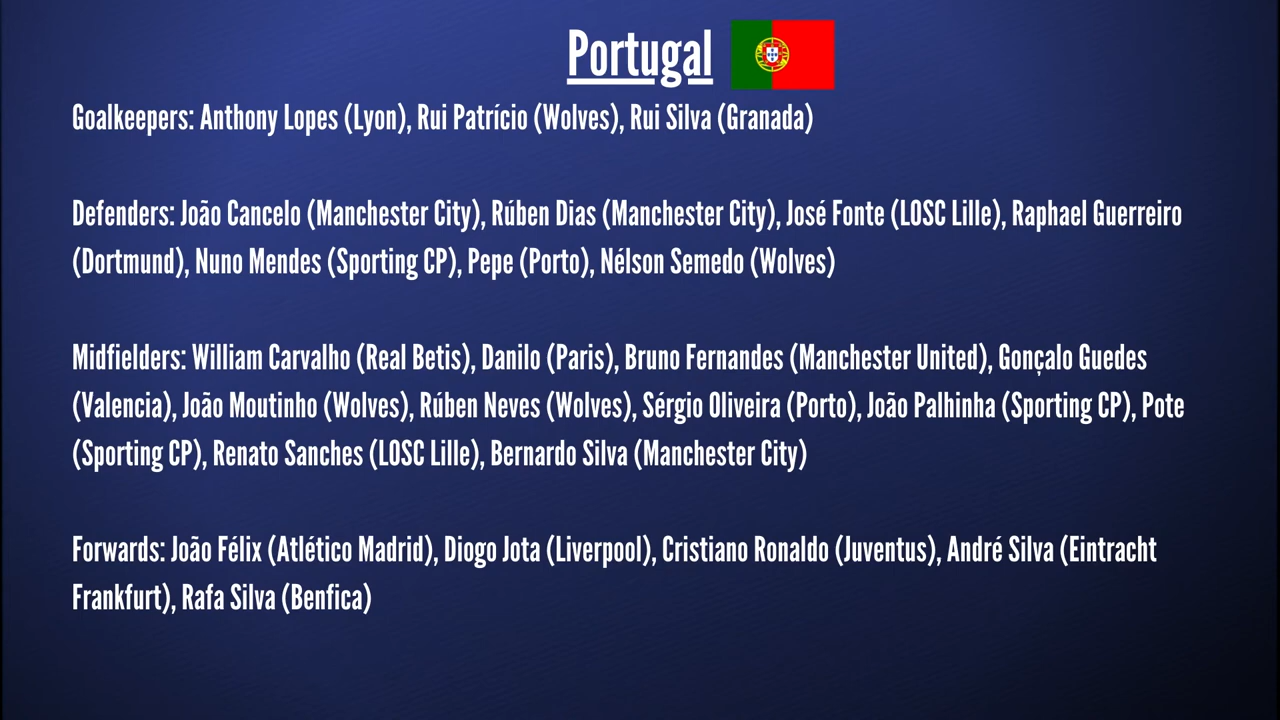 Portugal
Goalkeepers: Anthony Lopes (Lyon), Rui Patrício (Wolves), Rui Silva (Granada)
Defenders: João Cancelo (Manchester City), Rúben Dias (Manchester City), José Fonte (LOSC Lille), Raphael Guerreiro
(Dortmund), Nuno Mendes (Sporting CP), Pepe (Porto), Nélson Semedo (Wolves)
Midfielders: William Carvalho (Real Betis), Danilo (Paris), Bruno Fernandes (Manchester United), Gonçalo Guedes
(Valencia), João Moutinho (Wolves), Rúben Neves (Wolves), Sérgio Oliveira (Porto), João Palhinha (Sporting CP), Pote
(Sporting CP), Renato Sanches (LOSC Lille), Bernardo Silva (Manchester City)
Forwards: João Félix (Atlético Madrid), Diogo Jota (Liverpool), Cristiano Ronaldo (Juventus), André Silva (Eintracht
Frankfurt), Rafa Silva (Benfica)